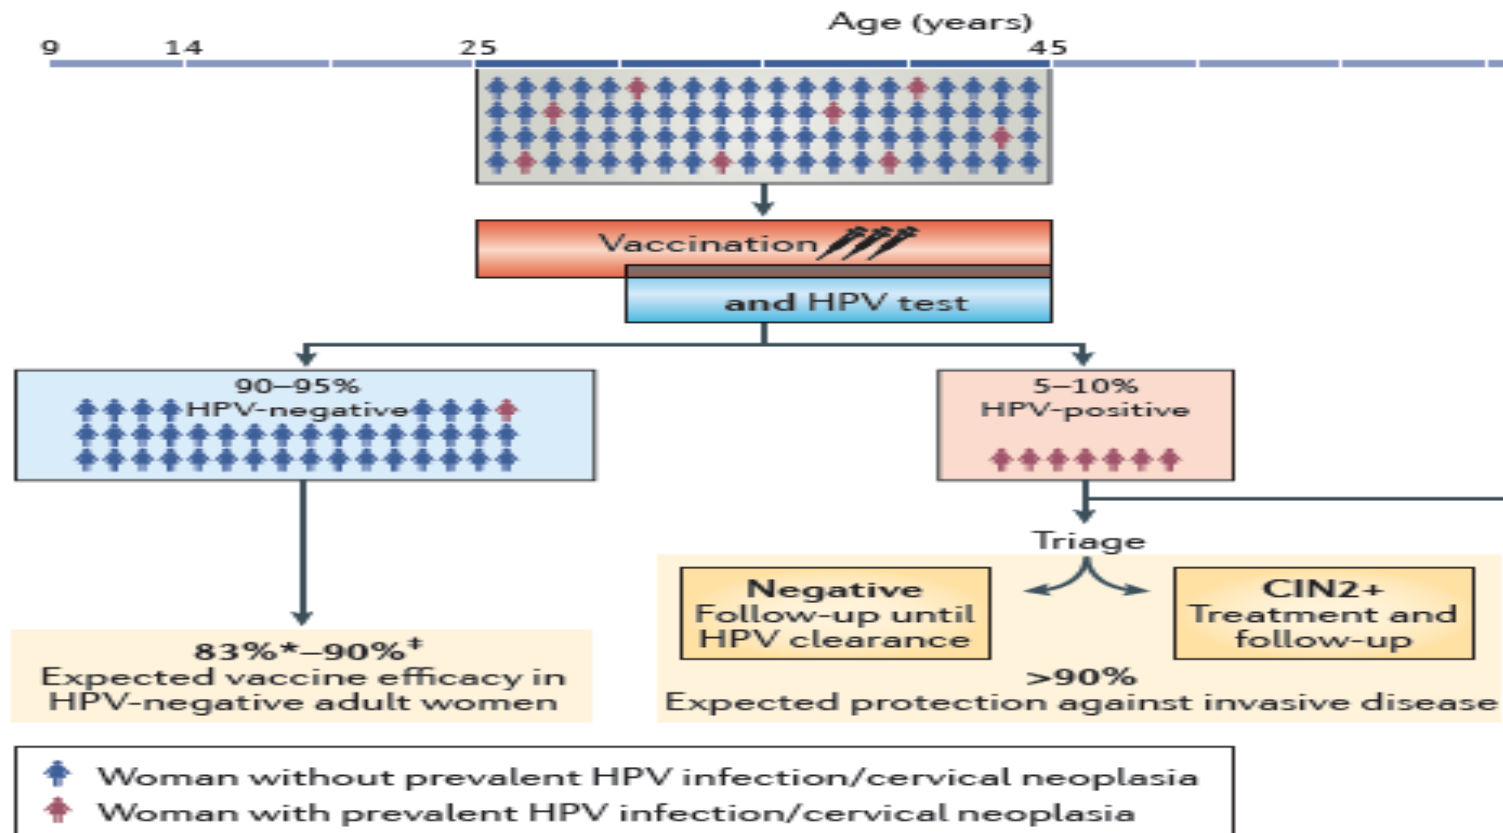 Age (years)
9 14 25 45
Vaccination
and HPV test
90–95%
HPV-negative
5–10%
HPV-positive
Triage
Negative
Follow-up until
HPV clearance
CIN2+
Treatment and
follow-up
83%*–90%‡
Expected vaccine efficacy in
HPV-negative adult women
>90%
Expected protection against invasive disease
Woman without prevalent HPV infection/cervical neoplasia
Woman with prevalent HPV infection/cervical neoplasia